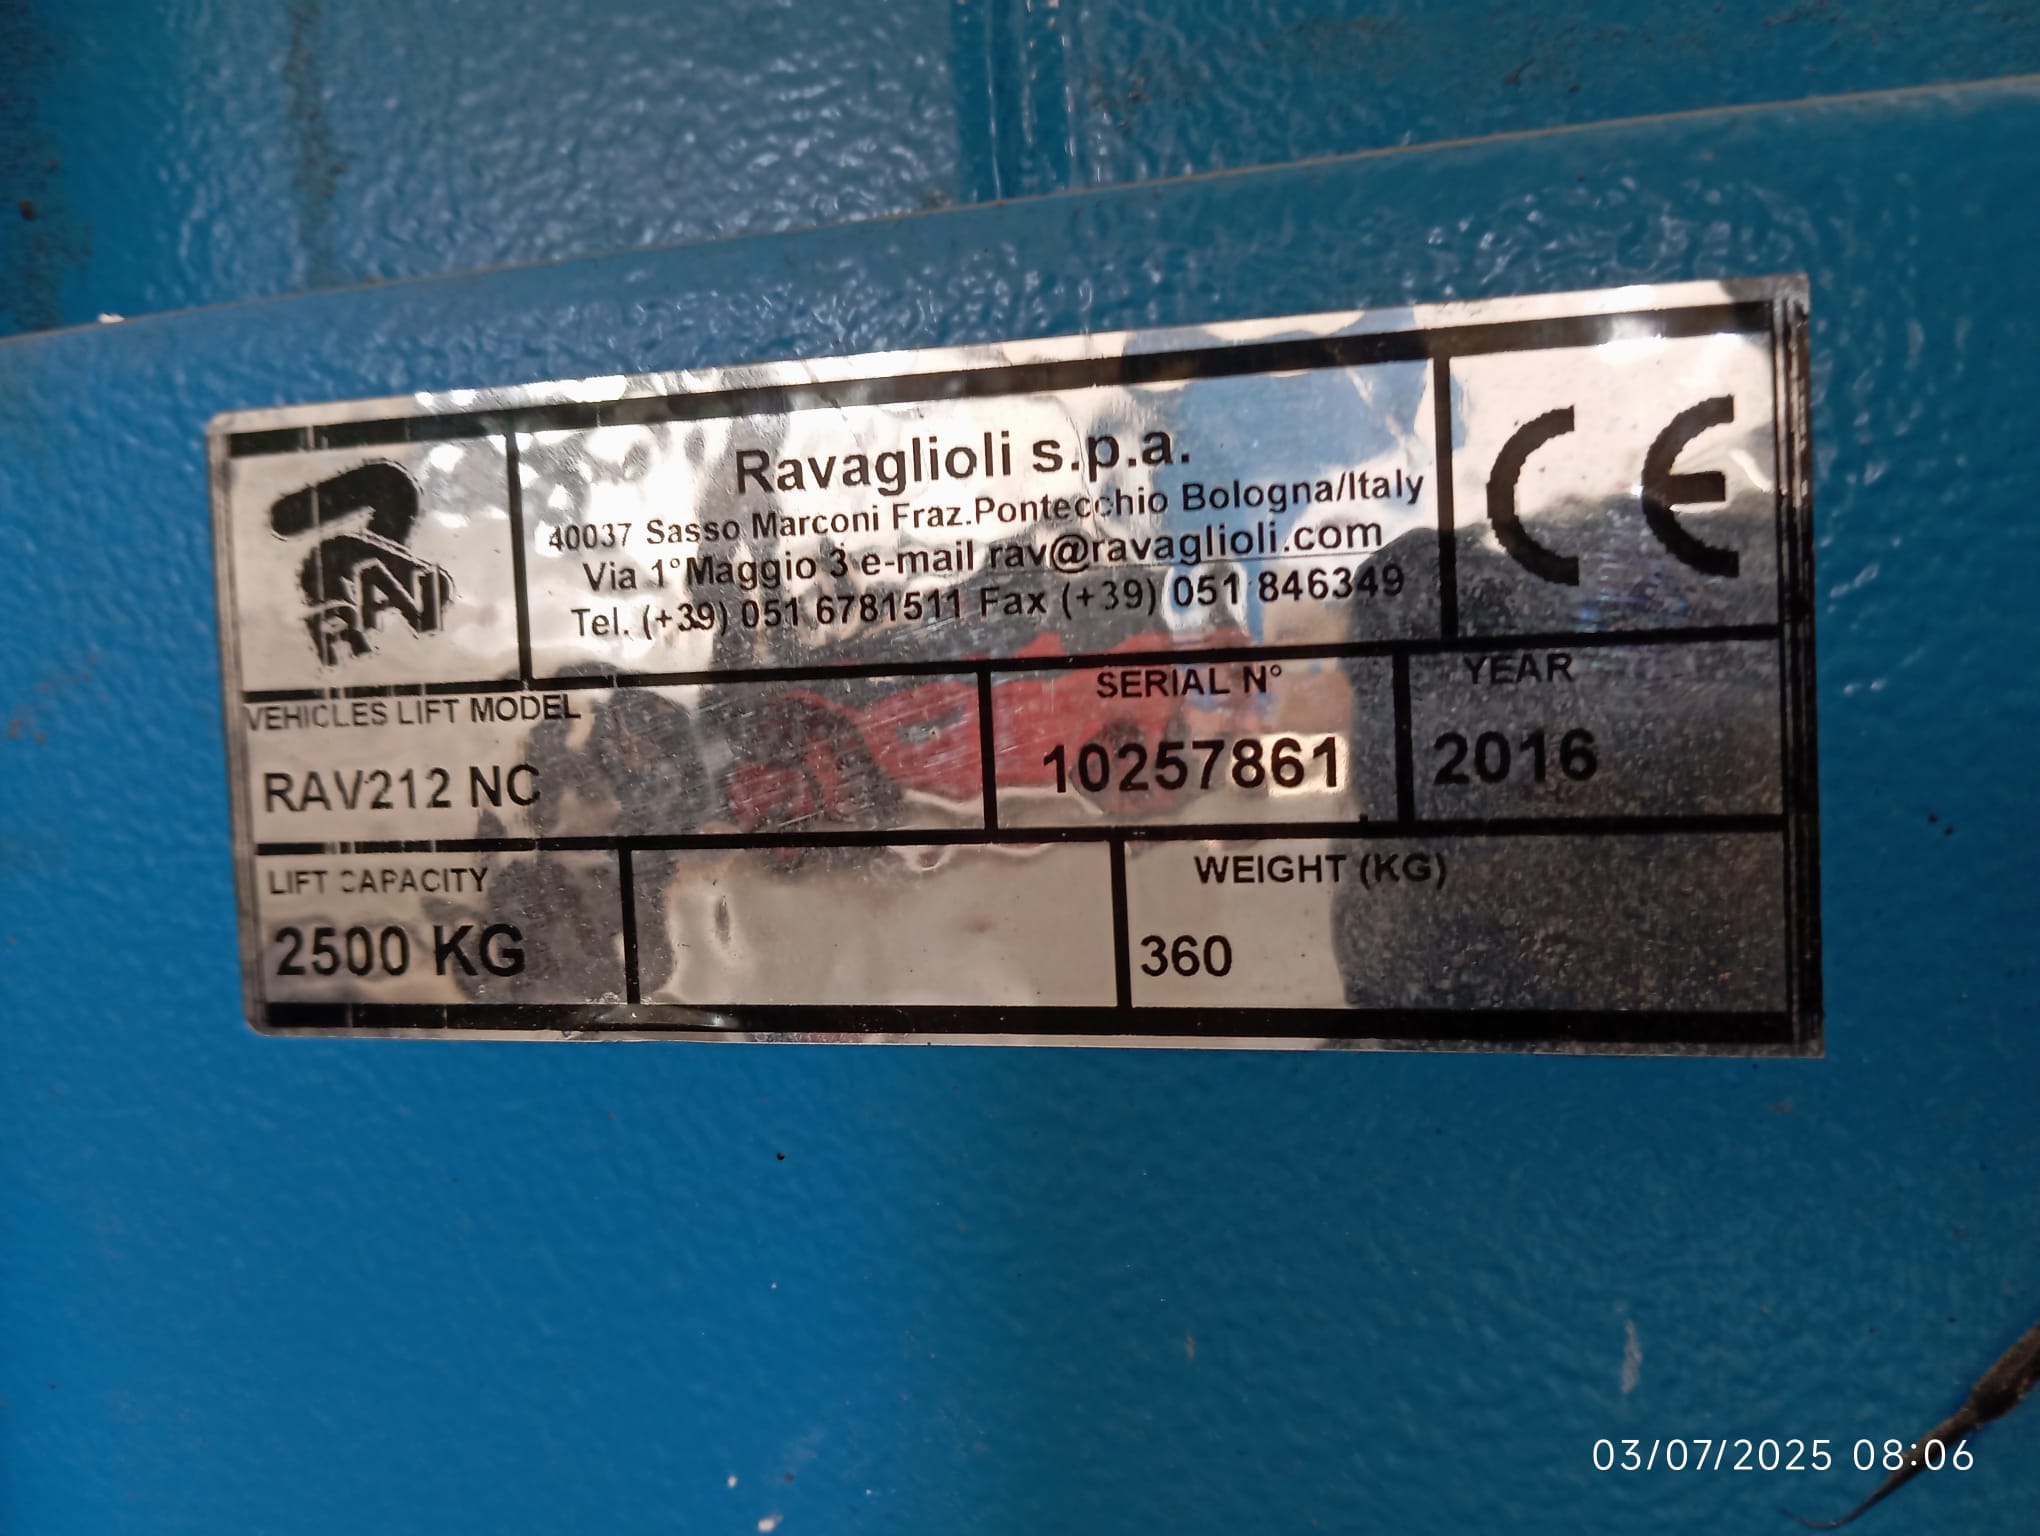 Ravaglioli s.p.a.
40037 Sasso Marconi Fraz.Pontecchio Bologna/Italy
Via 1°Maggio 3 e-mail rav@ravaglioli.com
Tel. (+39) 051 6781511 Fax (+39) 051 846349
RAV
CE
VEHICLES LIFT MODEL
RAV212 NC
SERIAL N°
10257861
YEAR
2016
LIFT CAPACITY
2500 KG
WEIGHT (KG)
360
03/07/2025 08:06